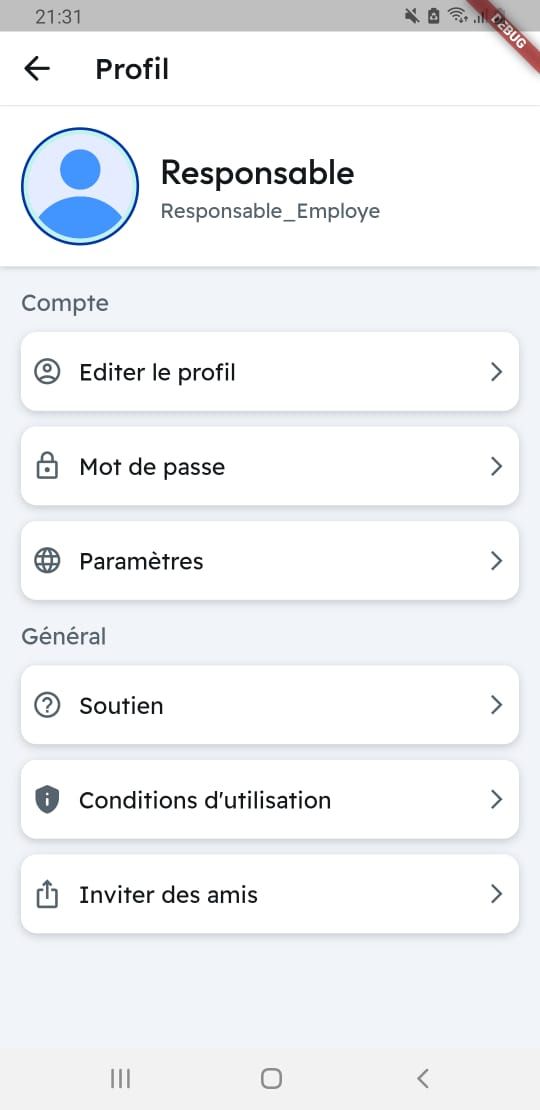 21:31
DEBUG
Profil
Responsable
Responsable_Employe
Compte
Editer le profil
Mot de passe
Paramètres
Général
Soutien
Conditions d'utilisation
Inviter des amis